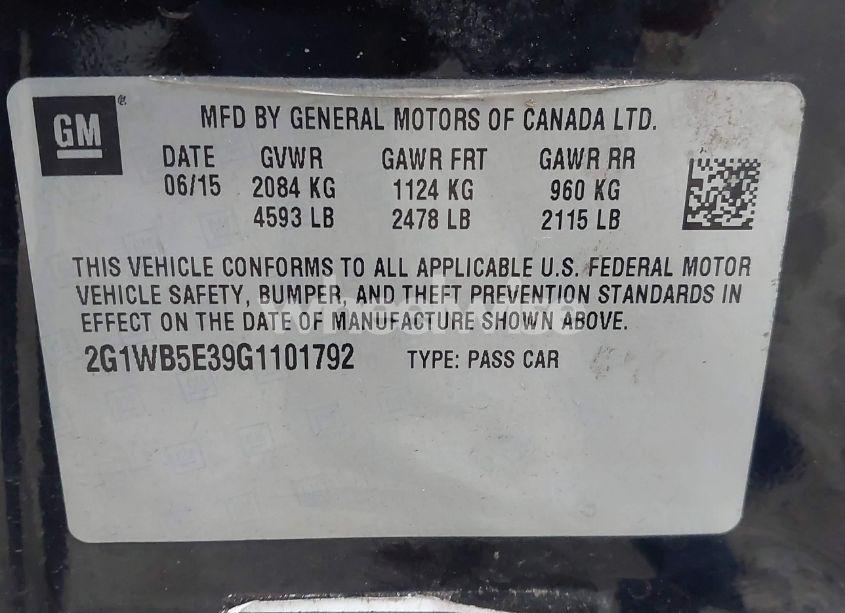 GM
MFD BY GENERAL MOTORS OF CANADA LTD.
DATE GVWR GAWR FRT GAWR RR
06/15 2084 KG 1124 KG 960 KG
4593 LB 2478 LB 2115 LB
THIS VEHICLE CONFORMS TO ALL APPLICABLE U.S. FEDERAL MOTOR
VEHICLE SAFETY, BUMPER, AND THEFT PREVENTION STANDARDS IN
EFFECT ON THE DATE OF MANUFACTURE SHOWN ABOVE.
2G1WB5E39G1101792 TYPE: PASS CAR